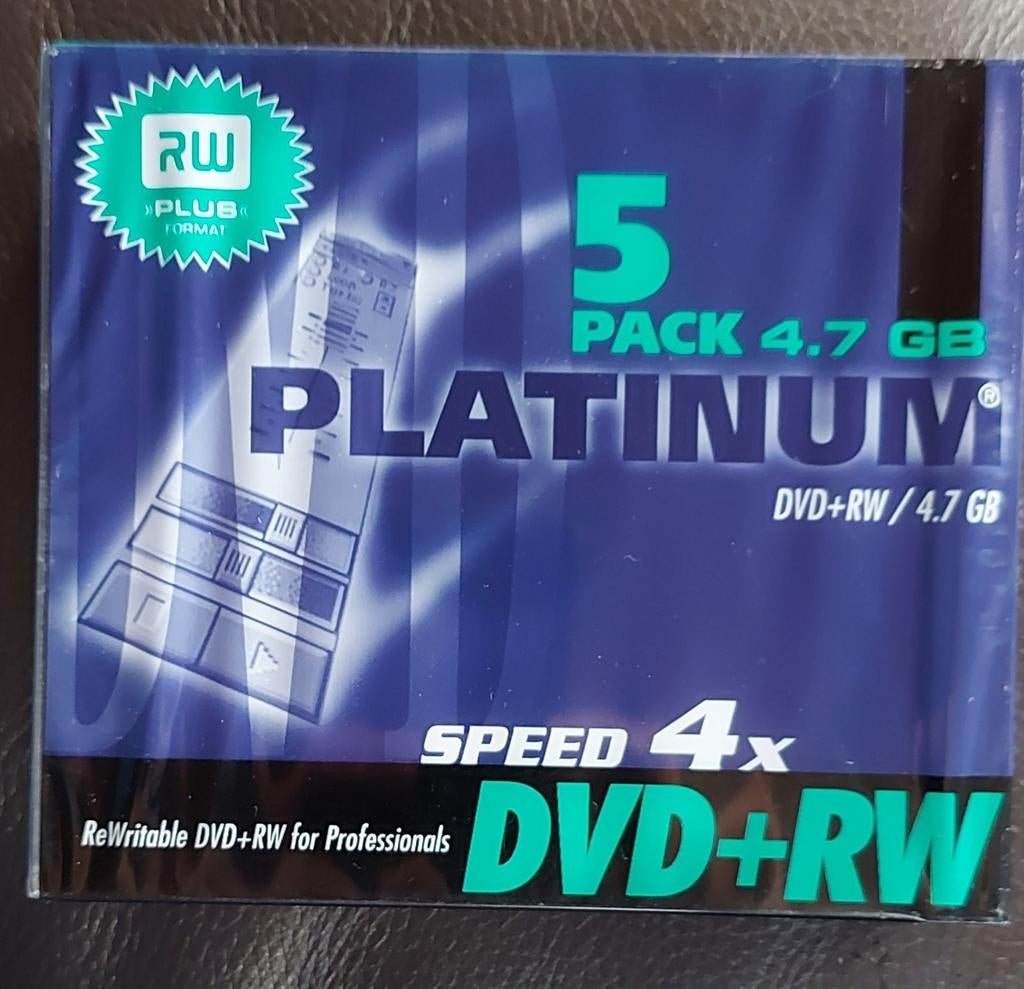 RW
PLUS
FORMAT
5
PACK 4.7 GB
PLATINUM®
DVD+RW / 4.7 GB
SPEED 4x
ReWritable DVD+RW for Professionals
DVD+RW